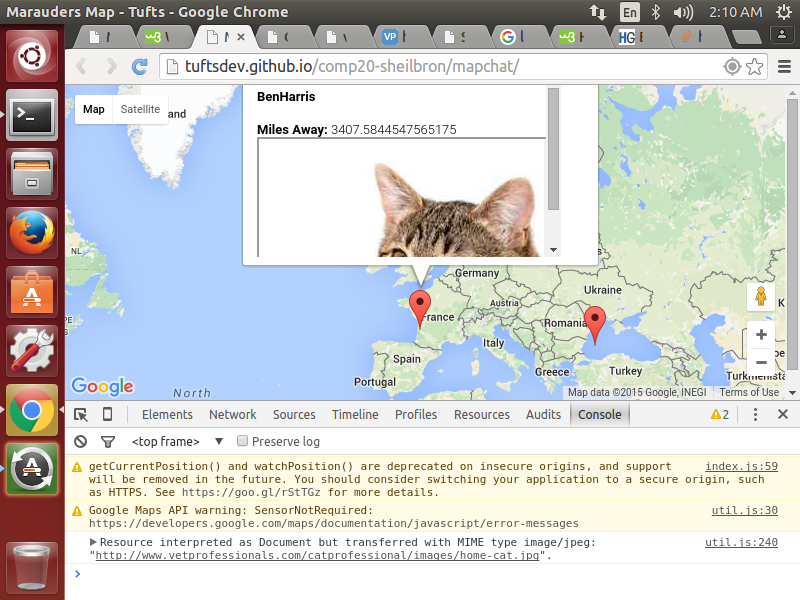 Marauders Map - Tufts - Google Chrome
En
2:10 AM
VP
G
HG
tuftsdev.github.io/comp20-sheilbron/mapchat/
Map
Satellite
and
BenHarris
Miles Away: 3407.5844547565175
NL
PE
Germany
Ukraine
K
France
Austria
Romania
Italy
Spain
Greece
Turkey
Portugal
Turkmenista
+
−
Google
North
Map data ©2015 Google, INEGI
Terms of Use
Elements
Network
Sources
Timeline
Profiles
Resources
Audits
Console
2
<top frame>
Preserve log
getCurrentPosition() and watchPosition() are deprecated on insecure origins, and support
index.js:59
will be removed in the future. You should consider switching your application to a secure origin, such
as HTTPS. See https://goo.gl/rStTGz for more details.
Google Maps API warning: SensorNotRequired:
util.js:30
https://developers.google.com/maps/documentation/javascript/error-messages
Resource interpreted as Document but transferred with MIME type image/jpeg:
util.js:240
"http://www.vetprofessionals.com/catprofessional/images/home-cat.jpg".